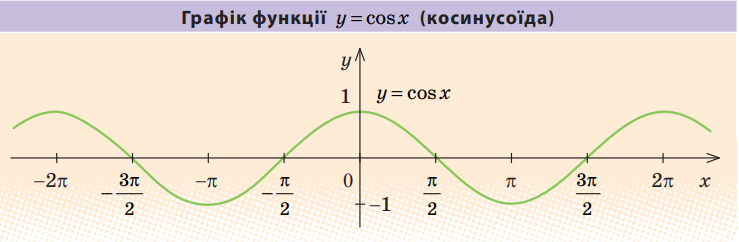 Графік функції y = cos x (косинусоїда)
y
1
y = cos x
−2π
−3π/2
−π
−π/2
0
π/2
π
3π/2
2π
x
−1